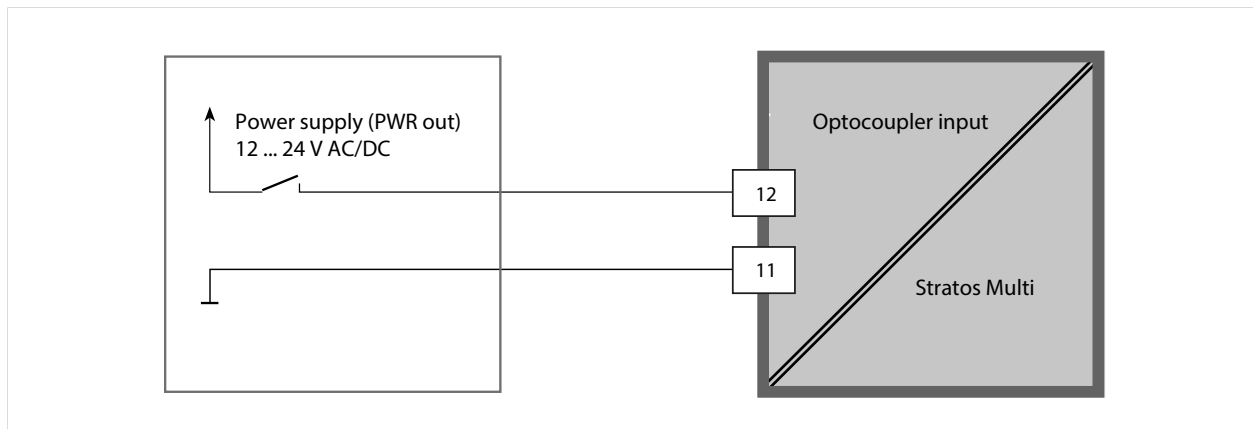 Power supply (PWR out)
12 ... 24 V AC/DC
Optocoupler input
12
11
Stratos Multi